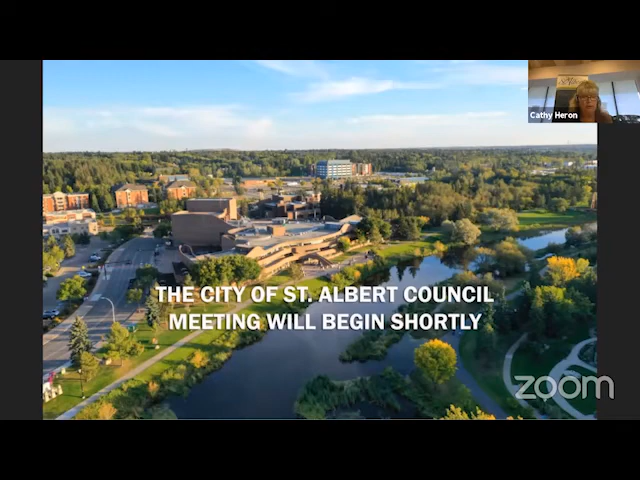 Cathy Heron
THE CITY OF ST. ALBERT COUNCIL
MEETING WILL BEGIN SHORTLY
zoom